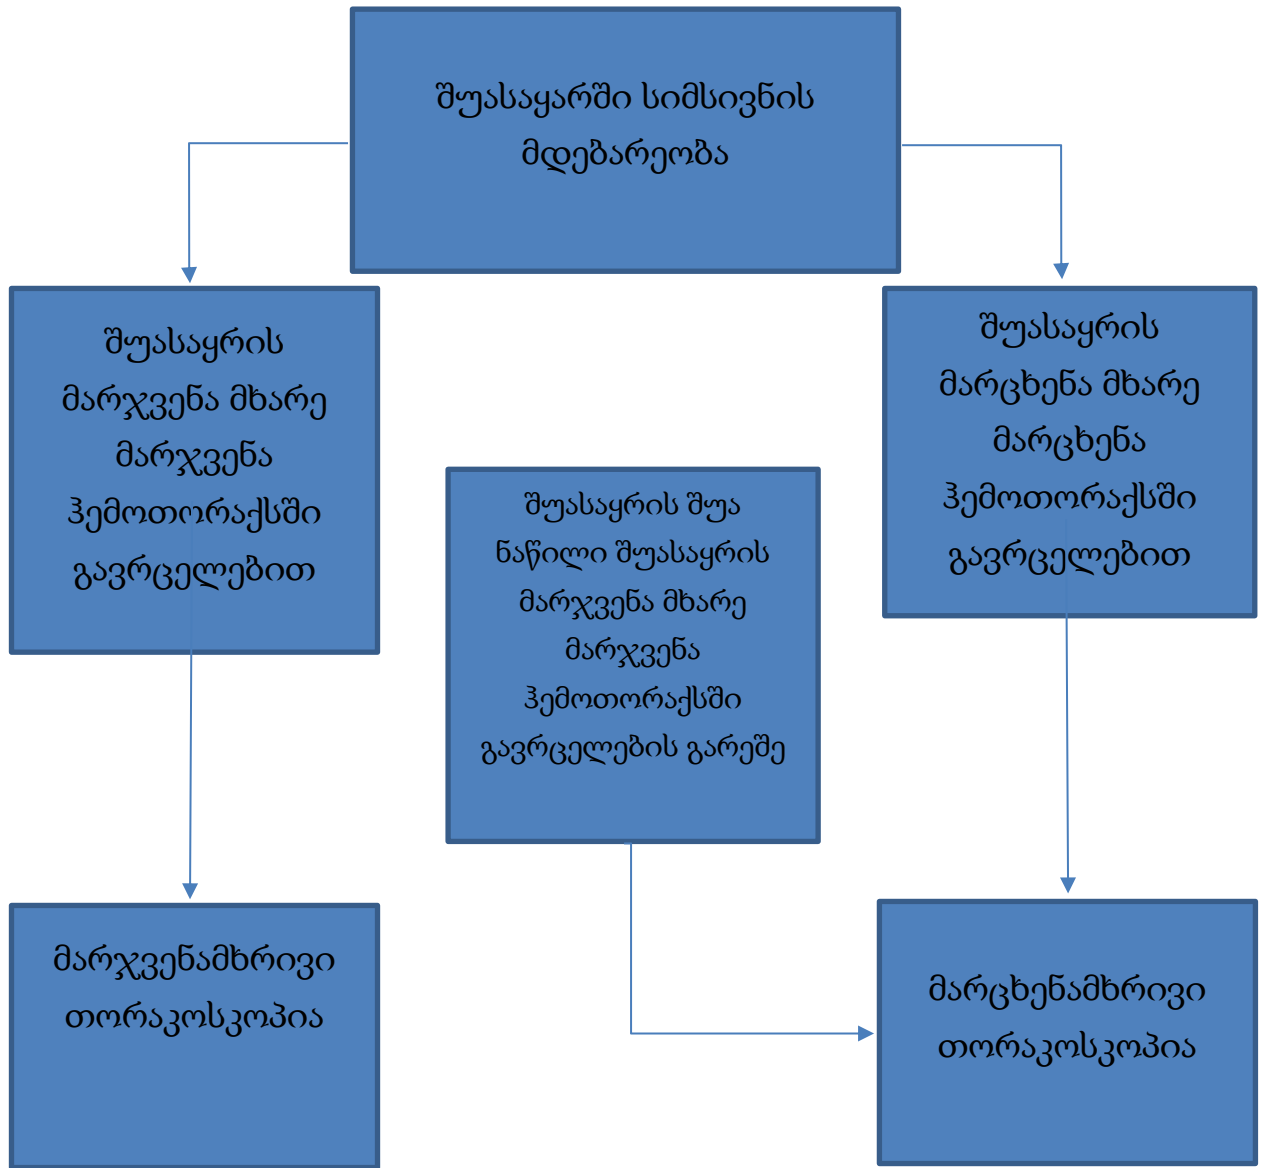 შუასაყარში სიმსივნის
მდებარეობა
შუასაყრის
მარჯვენა მხარე
მარჯვენა
ჰემოთორაქსში
გავრცელებით
შუასაყრის
მარცხენა მხარე
მარცხენა
ჰემოთორაქსში
გავრცელებით
შუასაყრის შუა
ნაწილი შუასაყრის
მარჯვენა მხარე
მარჯვენა
ჰემოთორაქსში
გავრცელების გარეშე
მარჯვენამხრივი
თორაკოსკოპია
მარცხენამხრივი
თორაკოსკოპია